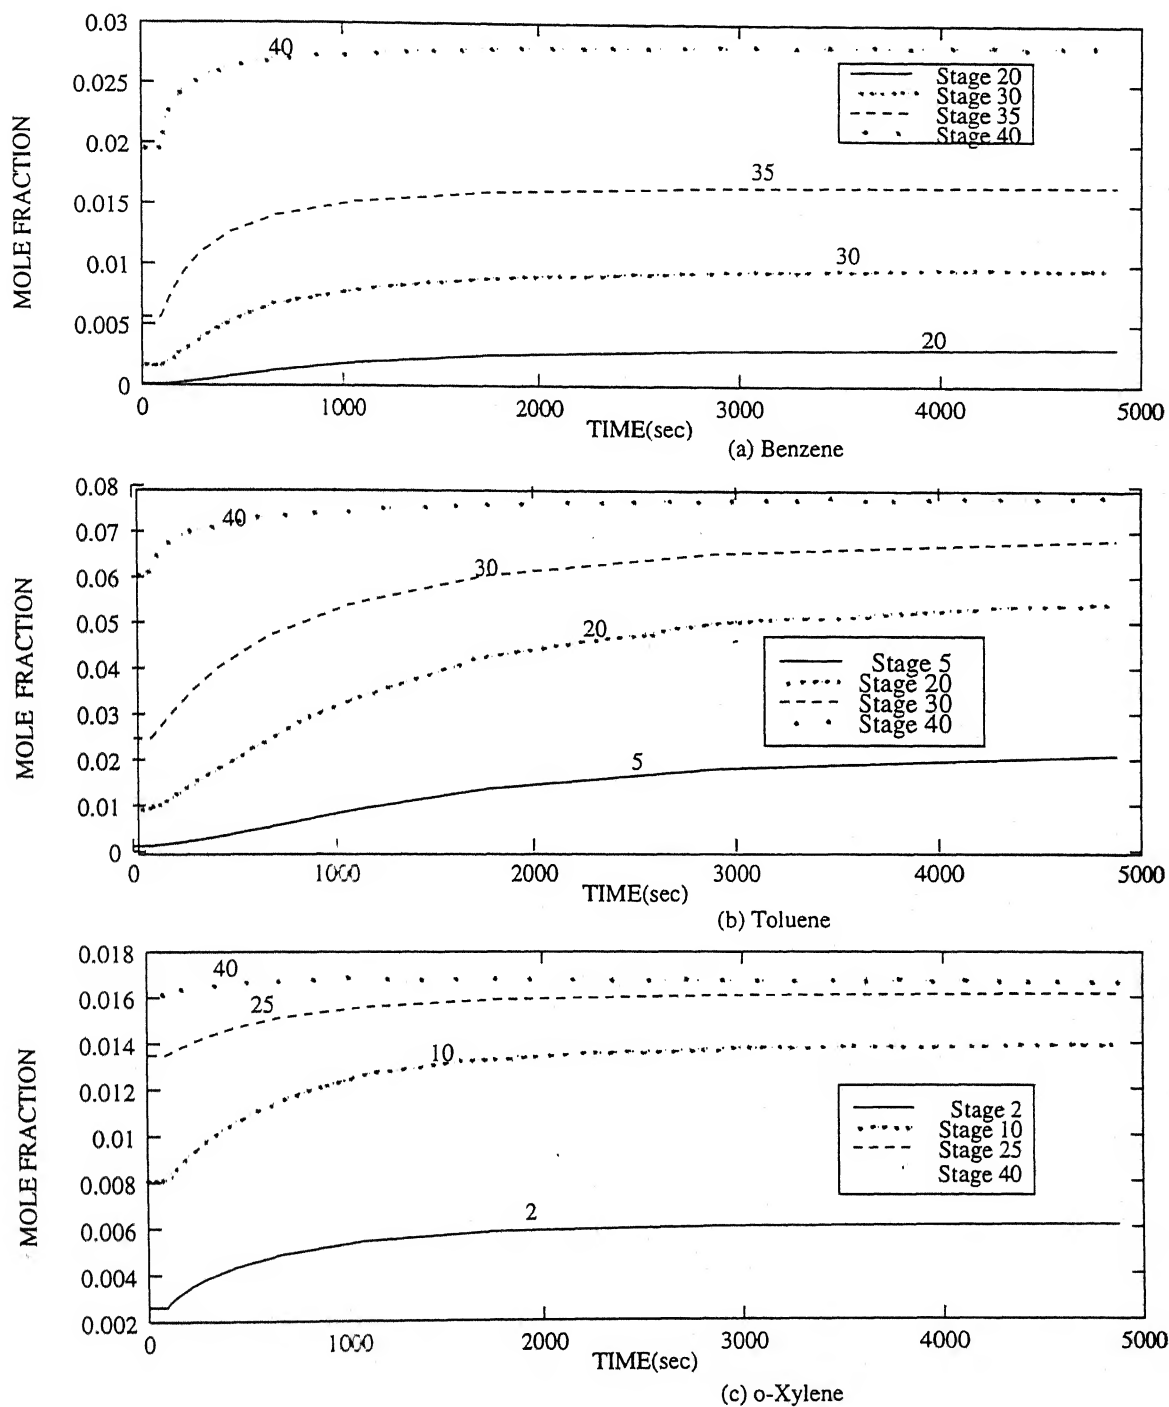 0.03
40
0.025
Stage 20
Stage 30
Stage 35
Stage 40
0.02
35
0.015
30
0.01
0.005
20
0
MOLE FRACTION
0 1000 2000 3000 4000 5000
TIME(sec)
(a) Benzene
0.08
40
0.07
30
0.06
0.05
20
Stage 5
Stage 20
Stage 30
Stage 40
0.04
0.03
0.02
5
0.01
0
MOLE FRACTION
0 1000 2000 3000 4000 5000
TIME(sec)
(b) Toluene
0.018
40
0.016
25
0.014
10
0.012
Stage 2
Stage 10
Stage 25
Stage 40
0.01
0.008
2
0.006
0.004
0.002
MOLE FRACTION
0 1000 2000 3000 4000 5000
TIME(sec)
(c) o-Xylene